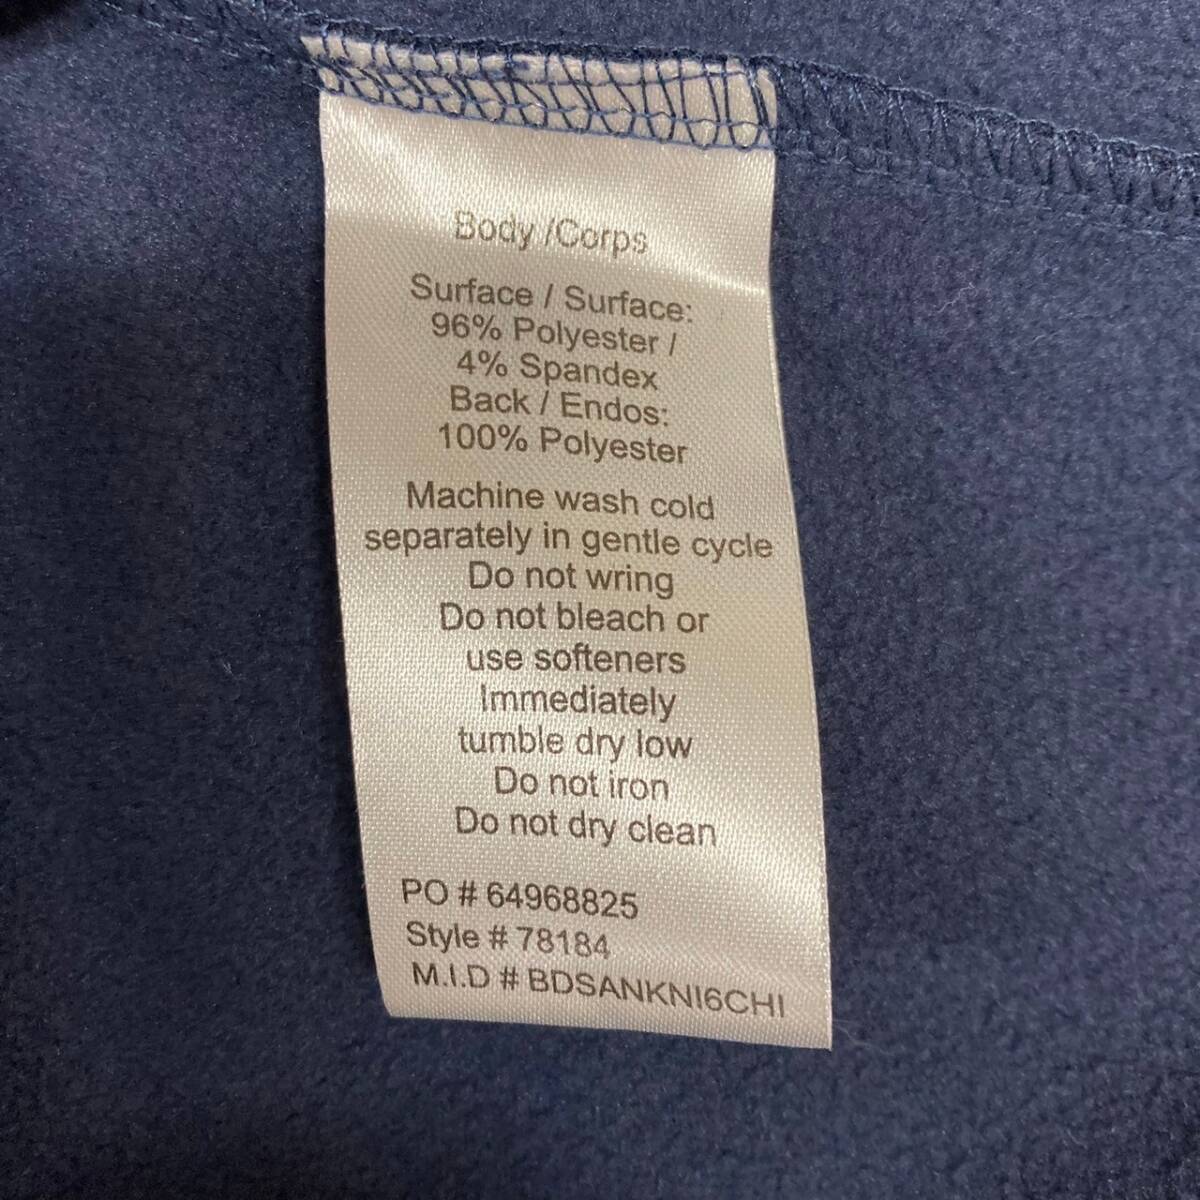 Body /Corps
Surface / Surface:
96% Polyester /
4% Spandex
Back / Endos:
100% Polyester
Machine wash cold
separately in gentle cycle
Do not wring
Do not bleach or
use softeners
Immediately
tumble dry low
Do not iron
Do not dry clean
PO # 64968825
Style # 78184
M.I.D # BDSANKNI6CHI